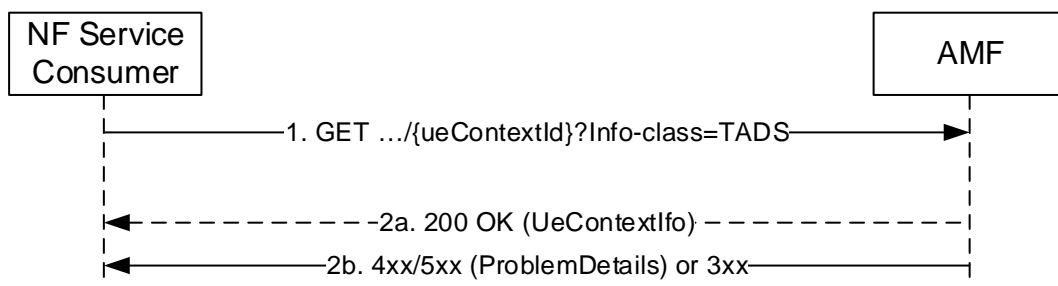 NF Service
Consumer
AMF
1. GET …/{ueContextId}?Info-class=TADS
2a. 200 OK (UeContextIfo)
2b. 4xx/5xx (ProblemDetails) or 3xx